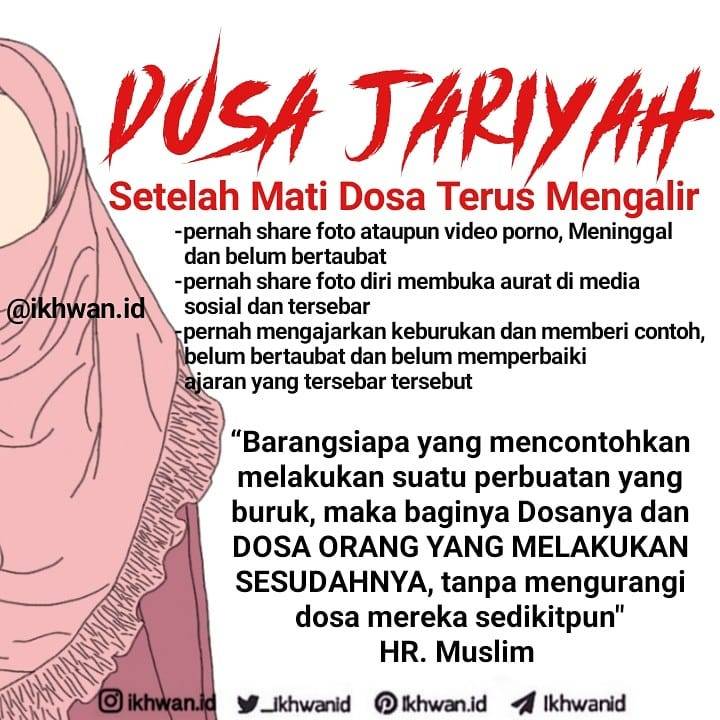 DOSA JARIYAH
Setelah Mati Dosa Terus Mengalir
-pernah share foto ataupun video porno, Meninggal
dan belum bertaubat
-pernah share foto diri membuka aurat di media
sosial dan tersebar
@ikhwan.id
-pernah mengajarkan keburukan dan memberi contoh,
belum bertaubat dan belum memperbaiki
ajaran yang tersebar tersebut
“Barangsiapa yang mencontohkan
melakukan suatu perbuatan yang
buruk, maka baginya Dosanya dan
DOSA ORANG YANG MELAKUKAN
SESUDAHNYA, tanpa mengurangi
dosa mereka sedikitpun"
HR. Muslim
ikhwan.id _ikhwanid Ikhwan.id Ikhwanid